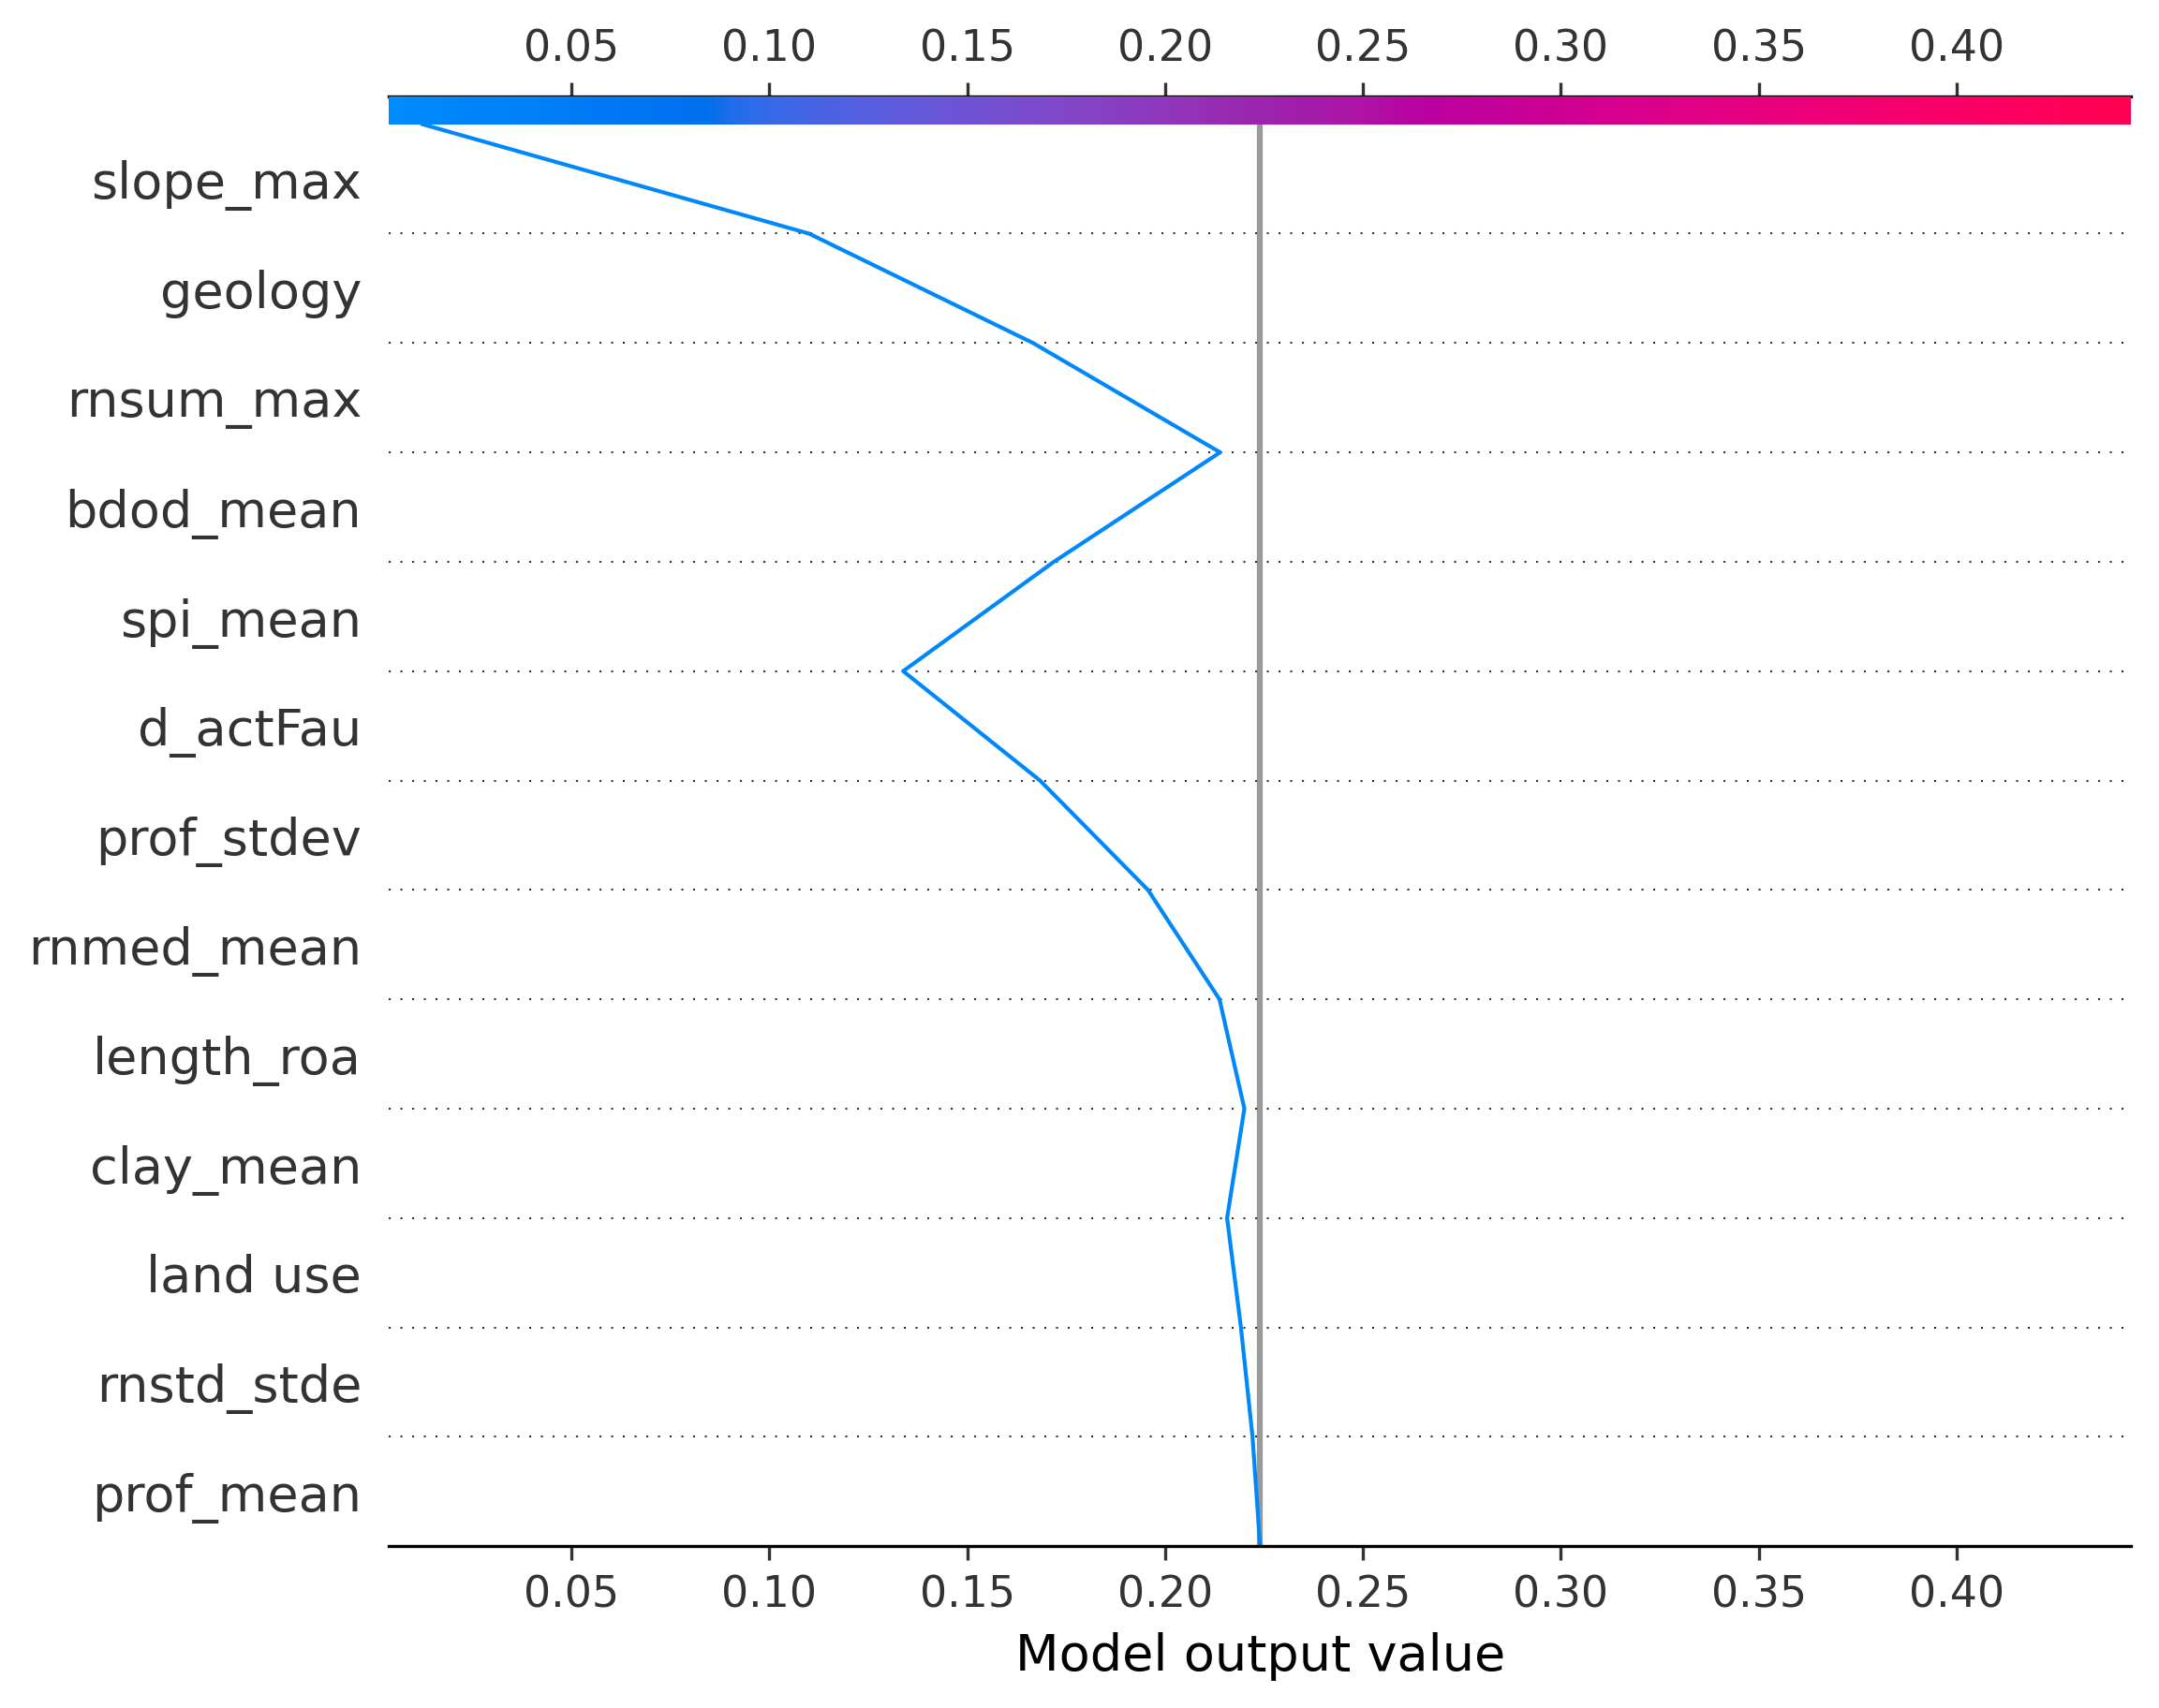 0.05 0.10 0.15 0.20 0.25 0.30 0.35 0.40
slope_max
geology
rnsum_max
bdod_mean
spi_mean
d_actFau
prof_stdev
rnmed_mean
length_roa
clay_mean
land use
rnstd_stde
prof_mean
0.05 0.10 0.15 0.20 0.25 0.30 0.35 0.40
Model output value